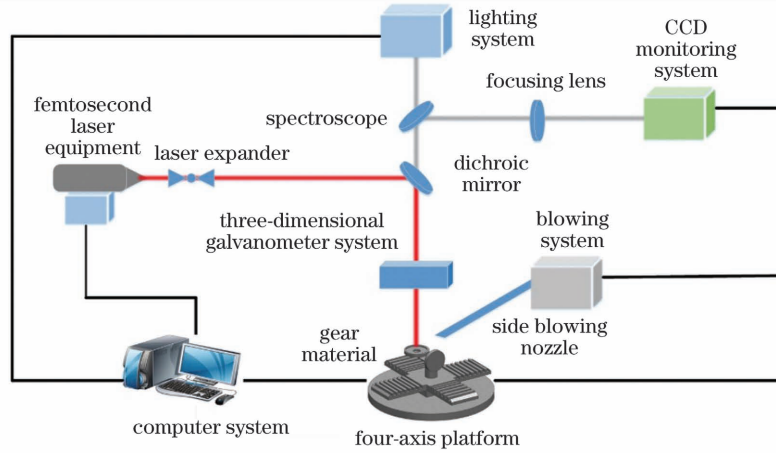 lighting
system
CCD
monitoring
system
focusing lens
femtosecond
laser
equipment
spectroscope
laser expander
dichroic
mirror
three-dimensional
galvanometer system
blowing
system
gear
material
side blowing
nozzle
computer system
four-axis platform